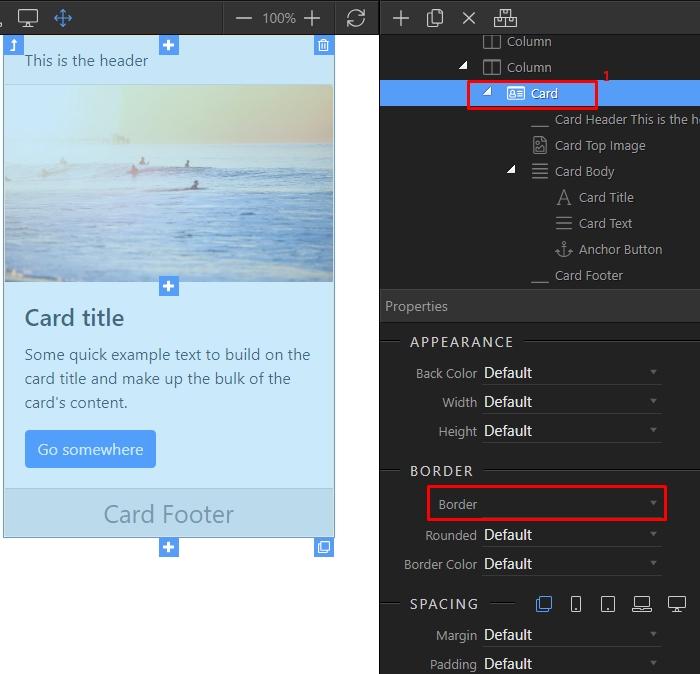 100%
This is the header
Card title
Some quick example text to build on the
card title and make up the bulk of the
card's content.
Go somewhere
Card Footer
Column
Column
1
Card
Card Header This is the he
Card Top Image
Card Body
Card Title
Card Text
Anchor Button
Card Footer
Properties
APPEARANCE
Back Color Default
Width Default
Height Default
BORDER
Border
Rounded Default
Border Color Default
SPACING
Margin Default
Padding Default